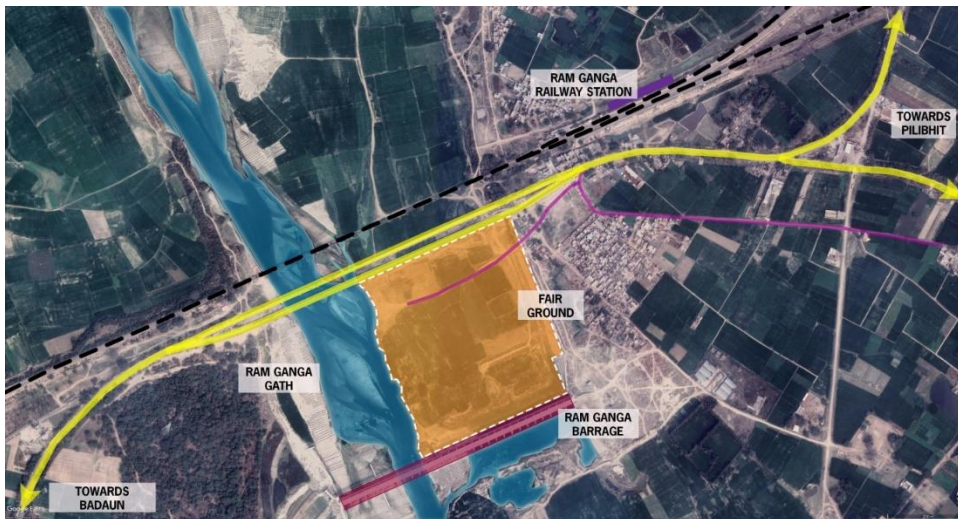 RAM GANGA
RAILWAY STATION
TOWARDS
PILIBHIT
FAIR
GROUND
RAM GANGA
GATH
RAM GANGA
BARRAGE
TOWARDS
BADAUN
Google Earth